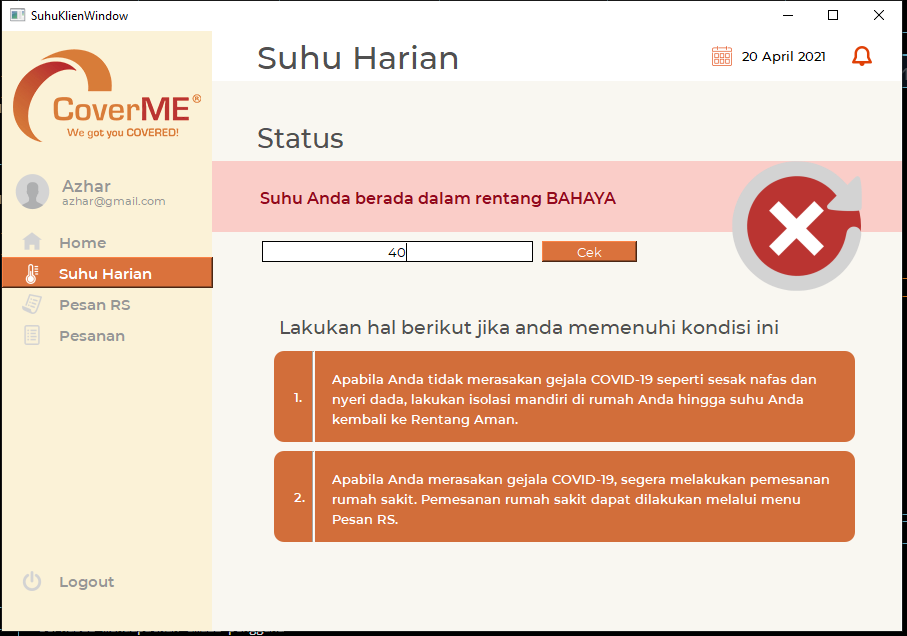 SuhuKlienWindow
CoverME®
We got you COVERED!
Azhar
azhar@gmail.com
Home
Suhu Harian
Pesan RS
Pesanan
Logout
Suhu Harian
20 April 2021
Status
Suhu Anda berada dalam rentang BAHAYA
40
Cek
Lakukan hal berikut jika anda memenuhi kondisi ini
1.
Apabila Anda tidak merasakan gejala COVID-19 seperti sesak nafas dan
nyeri dada, lakukan isolasi mandiri di rumah Anda hingga suhu Anda
kembali ke Rentang Aman.
2.
Apabila Anda merasakan gejala COVID-19, segera melakukan pemesanan
rumah sakit. Pemesanan rumah sakit dapat dilakukan melalui menu
Pesan RS.